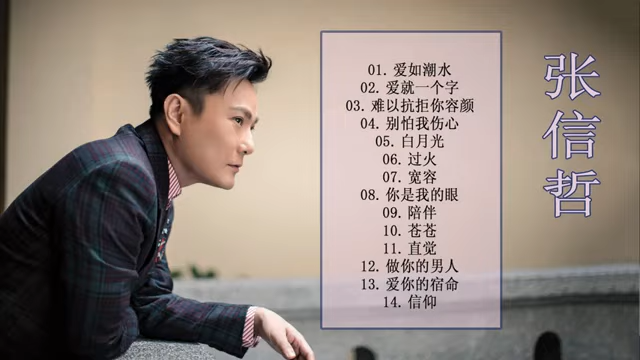 01. 爱如潮水
02. 爱就一个字
03. 难以抗拒你容颜
04. 别怕我伤心
05. 白月光
06. 过火
07. 宽容
08. 你是我的眼
09. 陪伴
10. 苍苍
11. 直觉
12. 做你的男人
13. 爱你的宿命
14. 信仰
张信哲